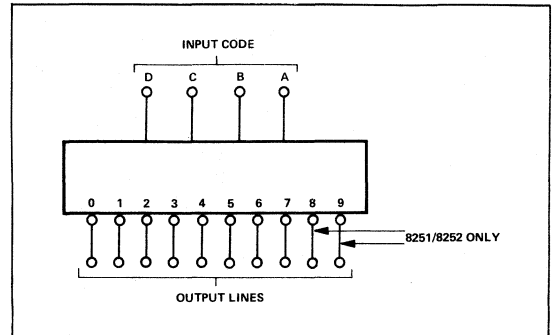 INPUT CODE
D C B A
0 1 2 3 4 5 6 7 8 9
8251/8252 ONLY
OUTPUT LINES